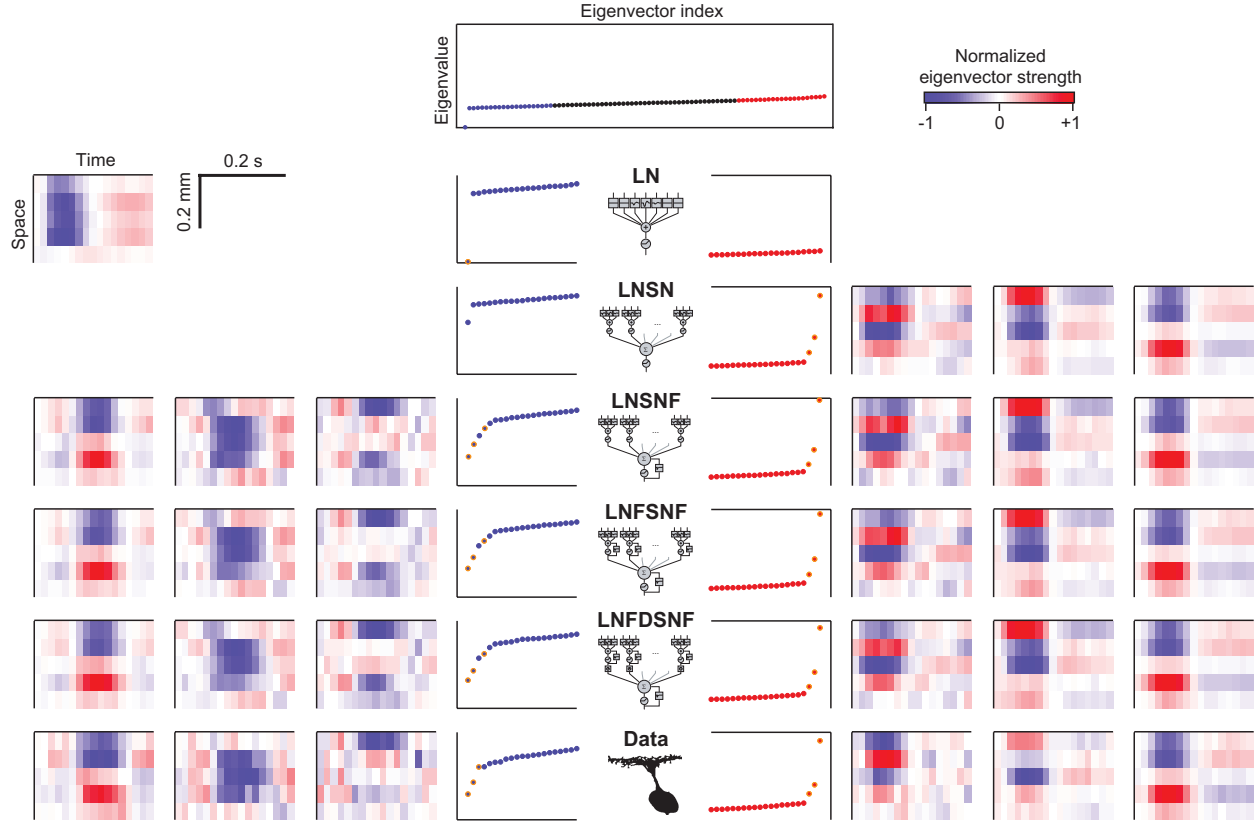 Eigenvector index
Eigenvalue
Normalized
eigenvector strength
-1 0 +1
Time
0.2 s
Space
0.2 mm
LN
LNSN
LNSNF
LNFSNF
LNFDSNF
Data